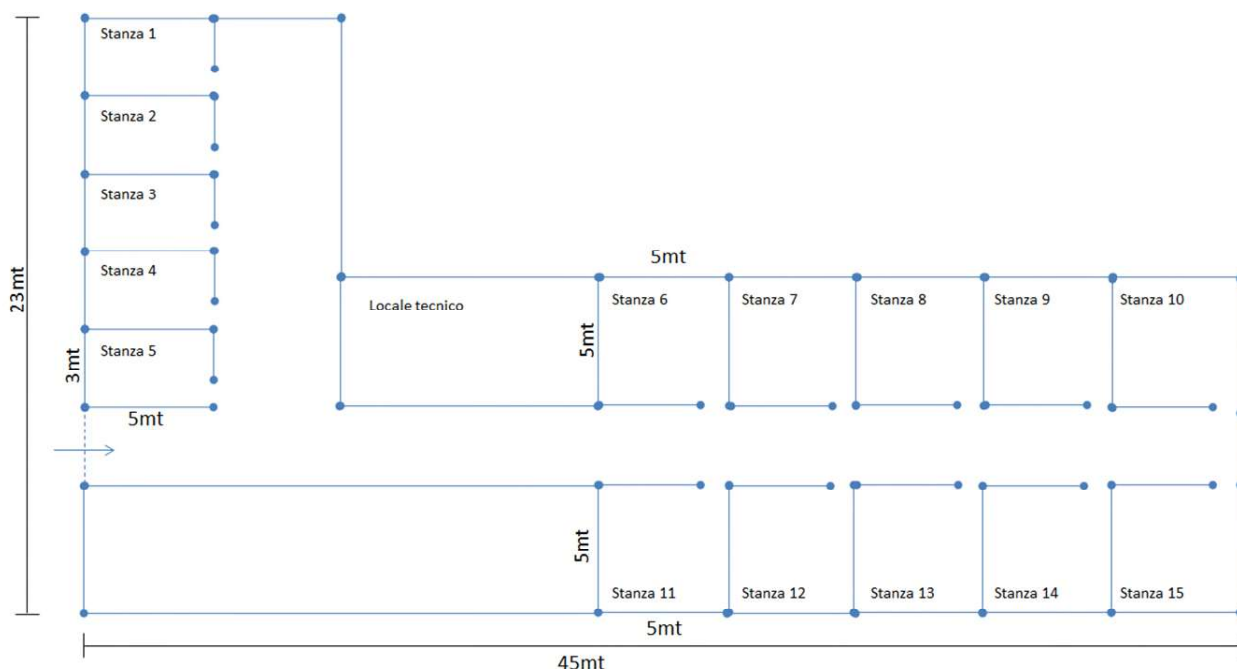 Stanza 1
Stanza 2
Stanza 3
Stanza 4
Stanza 5
23mt
3mt
5mt
5mt
Locale tecnico
5mt
Stanza 6
Stanza 7
Stanza 8
Stanza 9
Stanza 10
5mt
Stanza 11
Stanza 12
Stanza 13
Stanza 14
Stanza 15
5mt
45mt